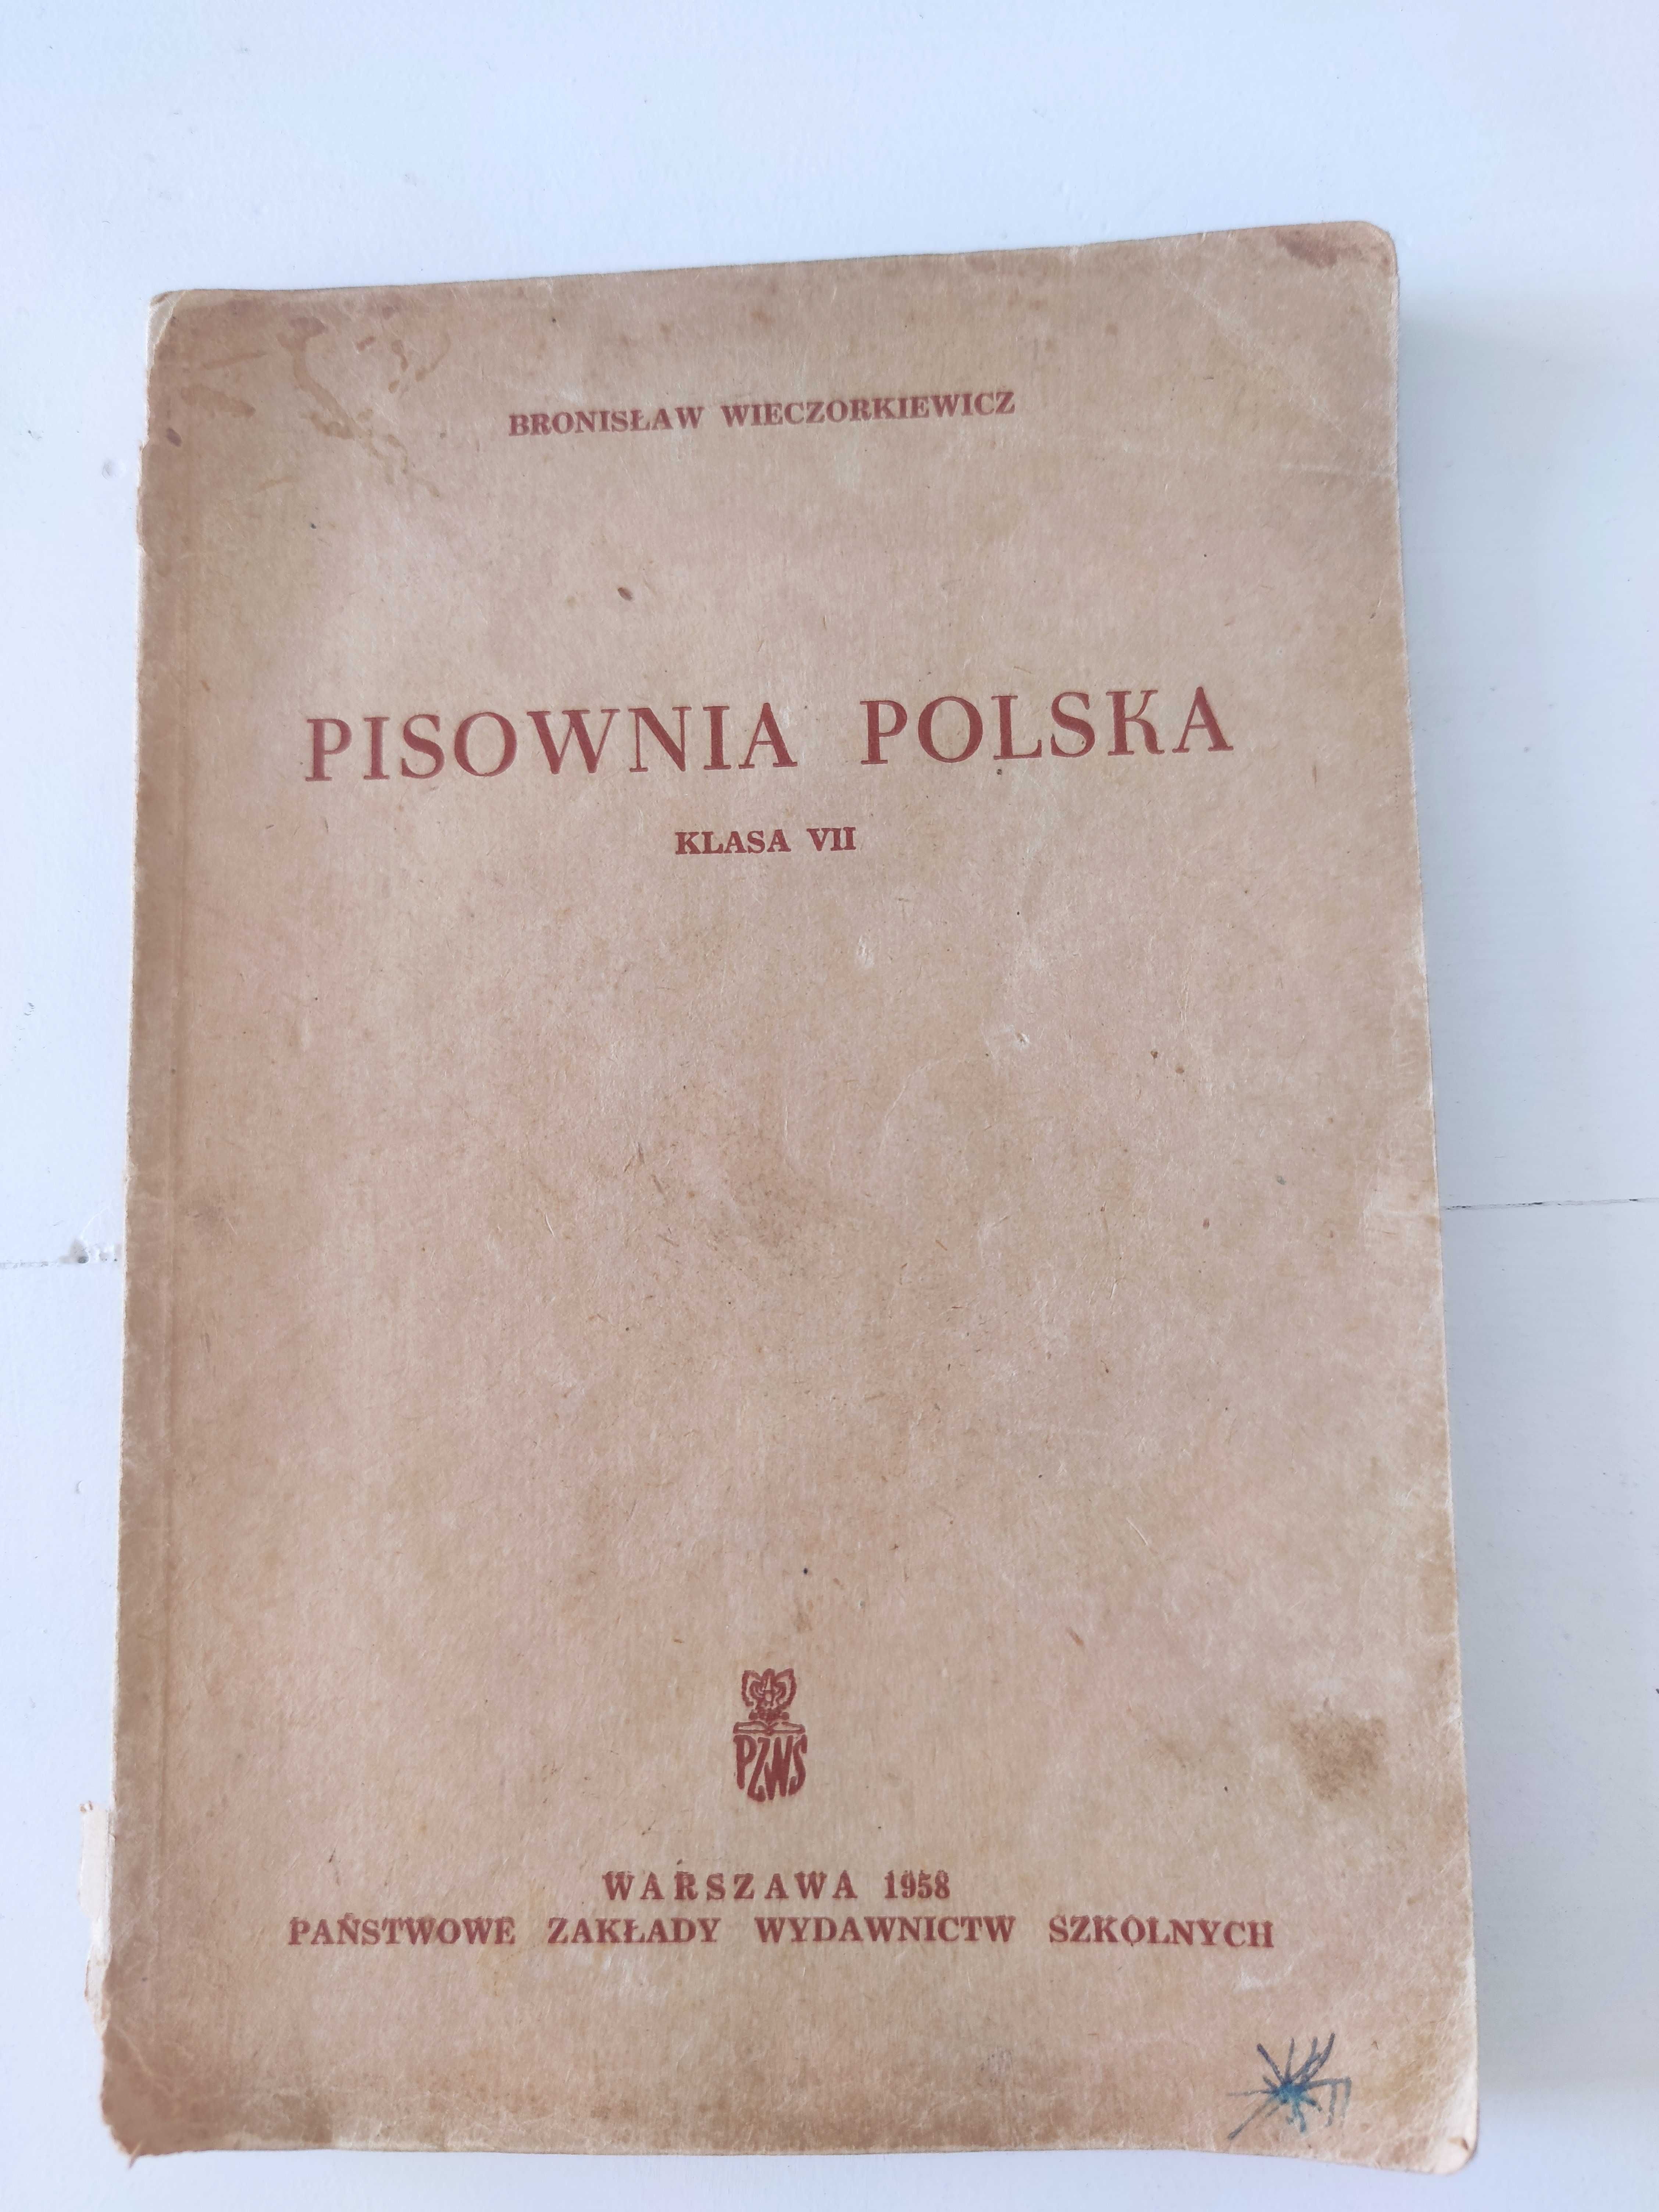 BRONISŁAW WIECZORKIEWICZ
PISOWNIA POLSKA
KLASA VII
PZWS
WARSZAWA 1958
PAŃSTWOWE ZAKŁADY WYDAWNICTW SZKOLNYCH